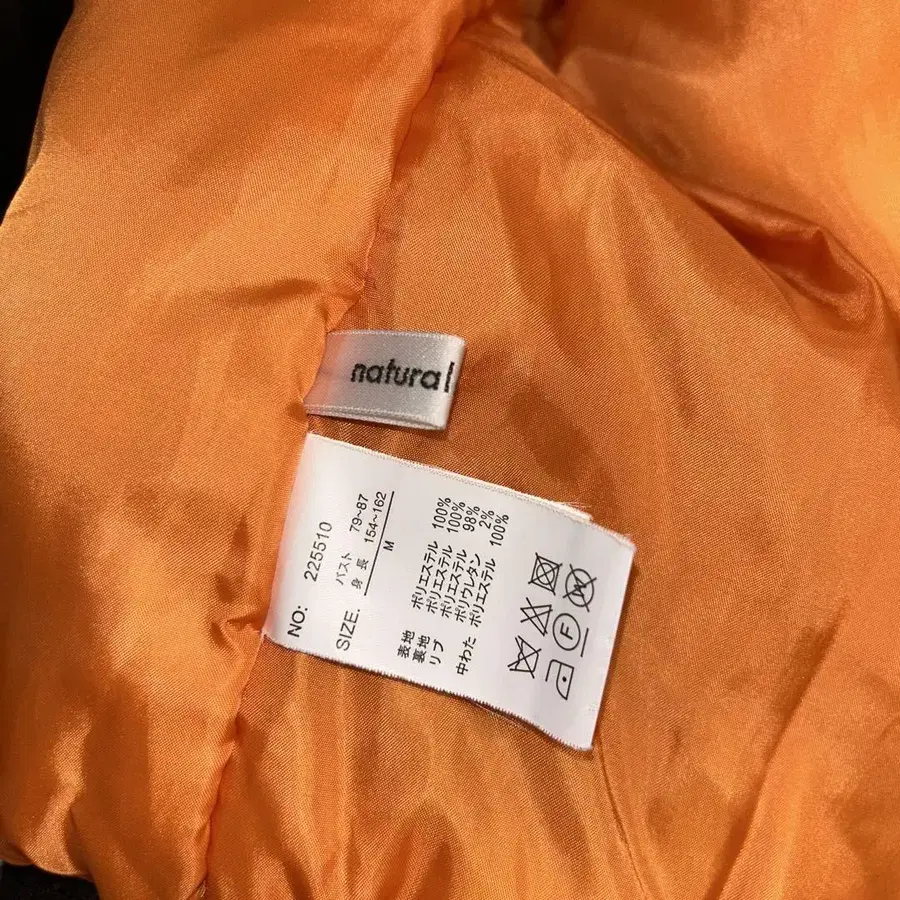 natural
NO: 225510
SIZE. バスト 79~87
身長 154~162
M
表地 ポリエステル 100%
裏地 ポリエステル 100%
リブ ポリエステル 98%
ポリウレタン 2%
中わた ポリエステル 100%
F